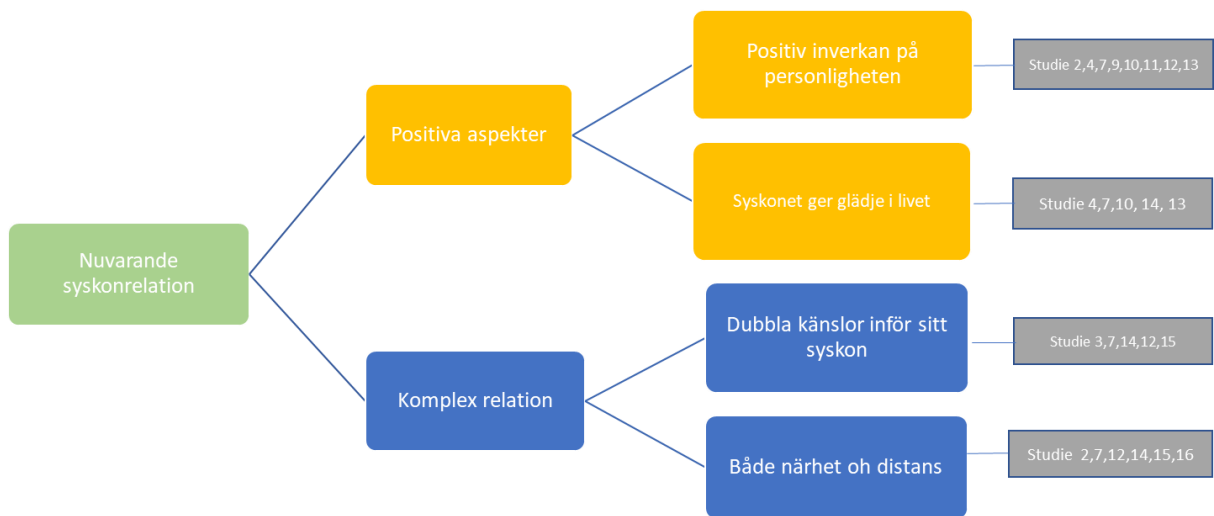 Nuvarande
syskonrelation
Positiva aspekter
Positiv inverkan på
personligheten
Studie 2,4,7,9,10,11,12,13
Syskonet ger glädje i livet
Studie 4,7,10, 14, 13
Komplex relation
Dubbla känslor inför sitt
syskon
Studie 3,7,14,12,15
Både närhet oh distans
Studie 2,7,12,14,15,16